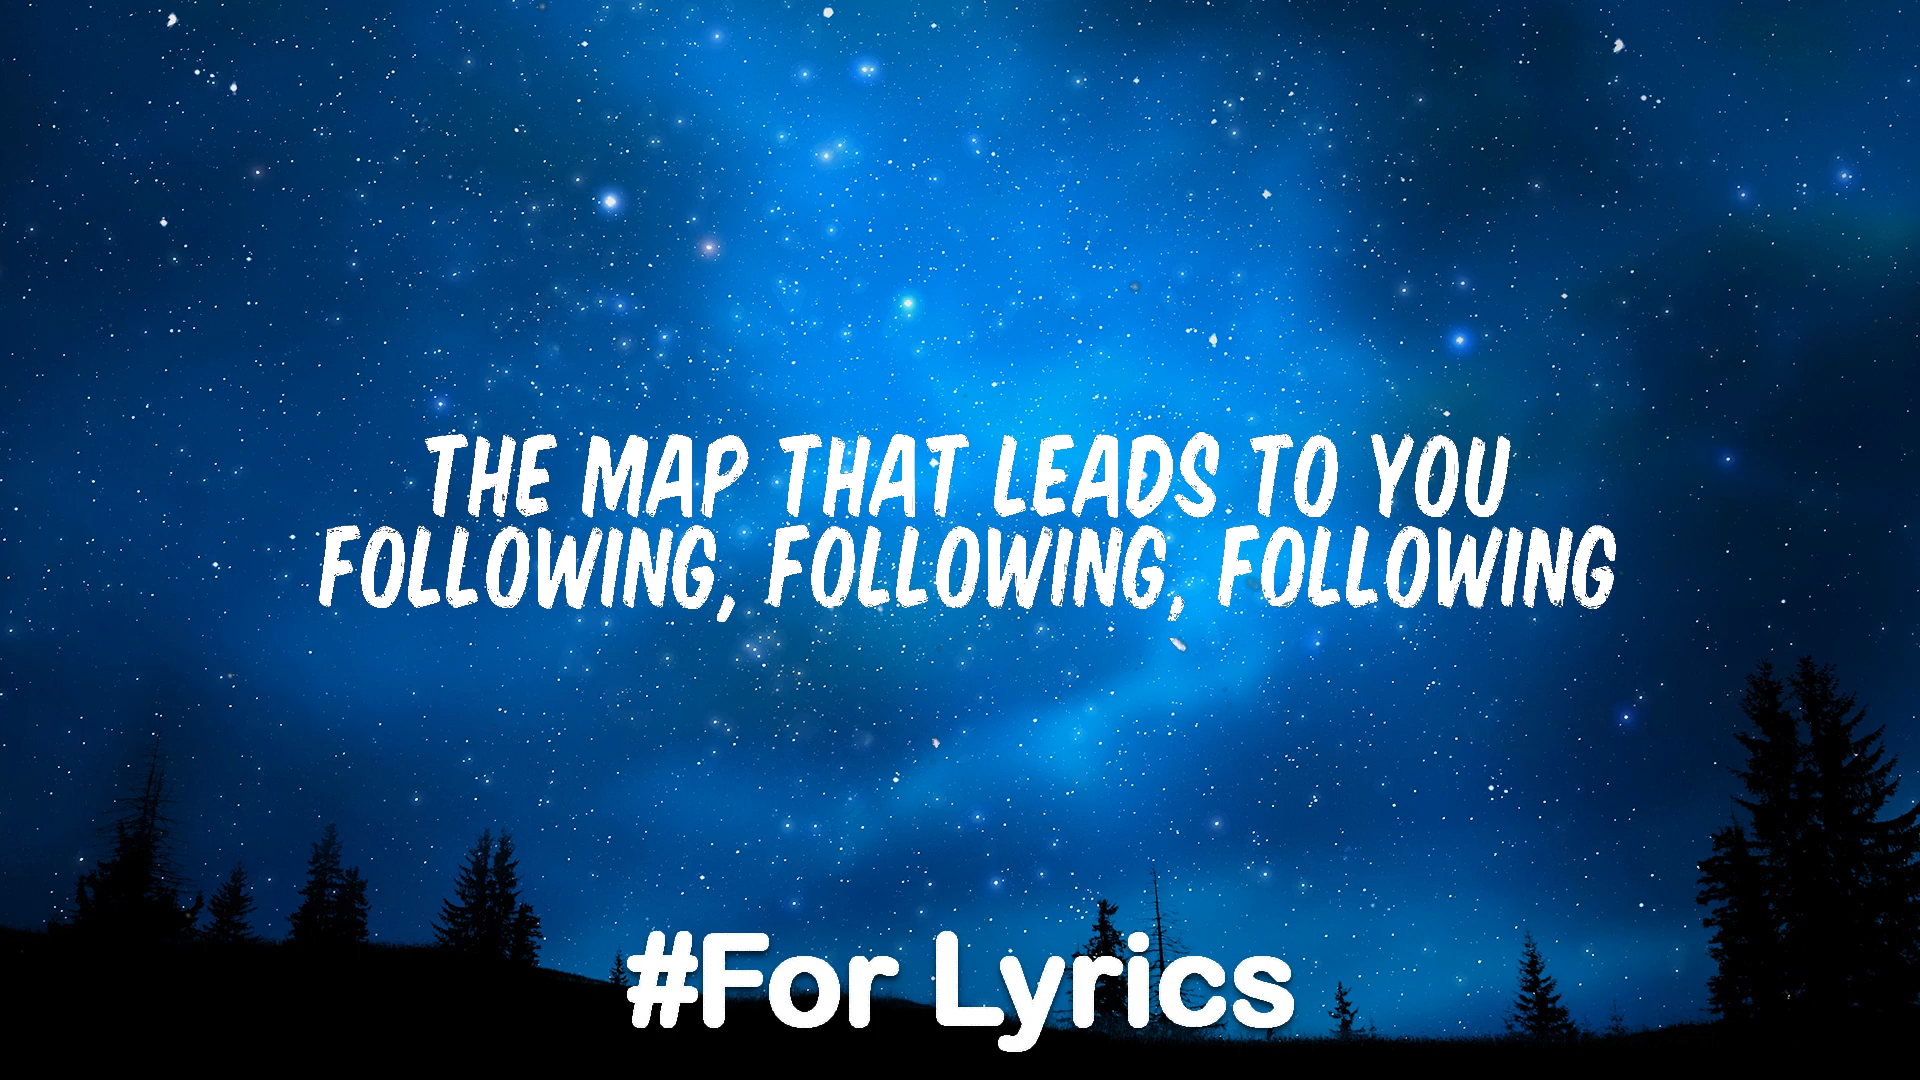 THE MAP THAT LEADS TO YOU
FOLLOWING, FOLLOWING, FOLLOWING
#For Lyrics